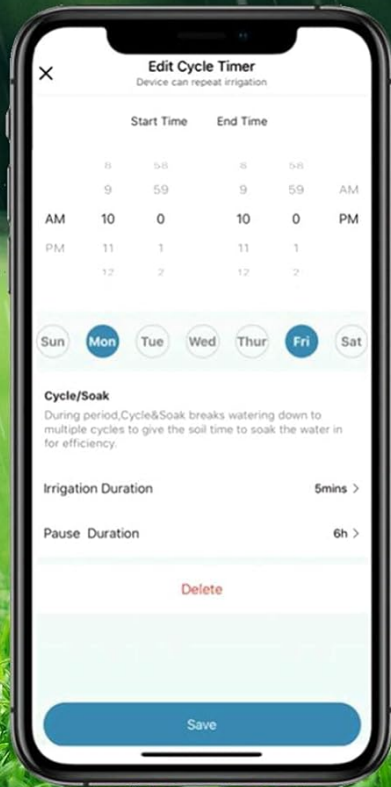 Edit Cycle Timer
Device can repeat irrigation
Start Time End Time
8 58 8 58
9 59 9 59 AM
AM 10 0 10 0 PM
PM 11 1 11 1
12 2 12 2
Sun Mon Tue Wed Thur Fri Sat
Cycle/Soak
During period,Cycle&Soak breaks watering down to
multiple cycles to give the soil time to soak the water in
for efficiency.
Irrigation Duration 5mins >
Pause Duration 6h >
Delete
Save